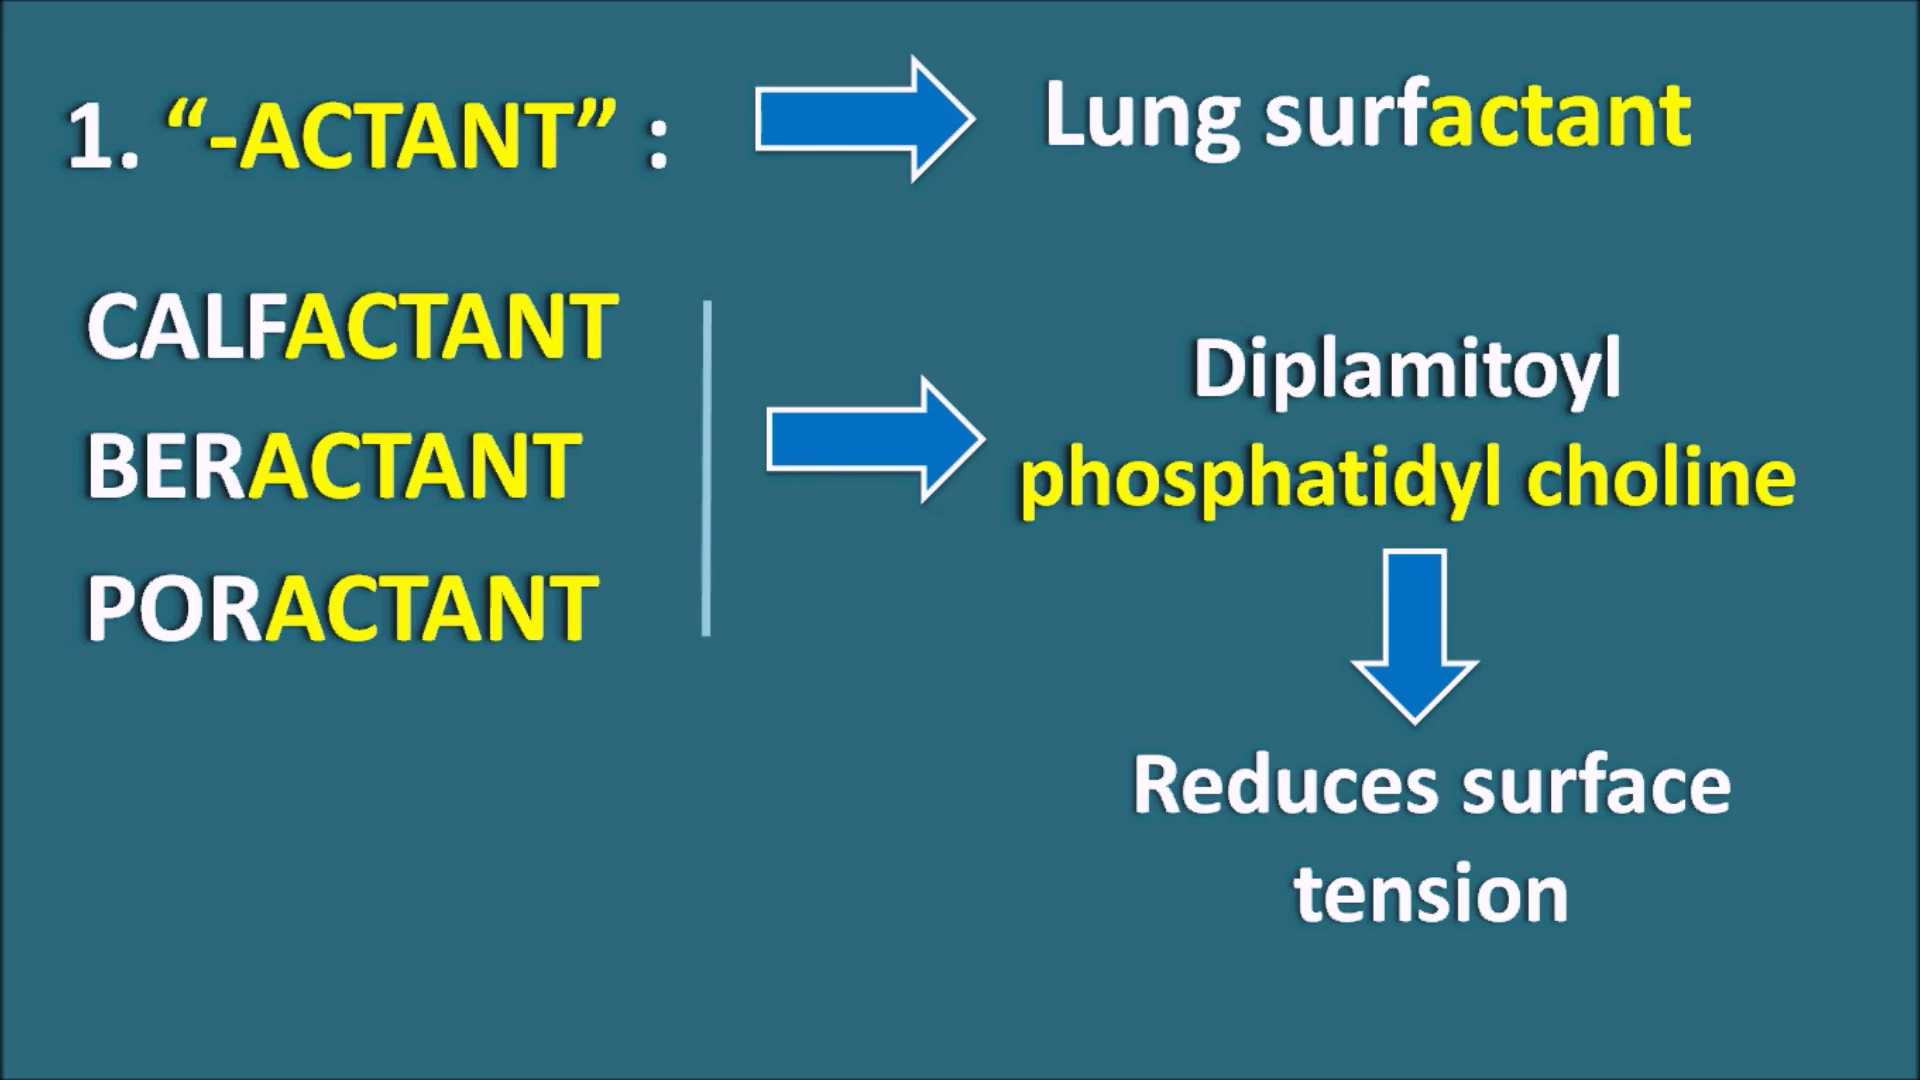 1. “-ACTANT” :
Lung surfactant
CALFACTANT
BERACTANT
PORACTANT
Diplamitoyl
phosphatidyl choline
Reduces surface
tension